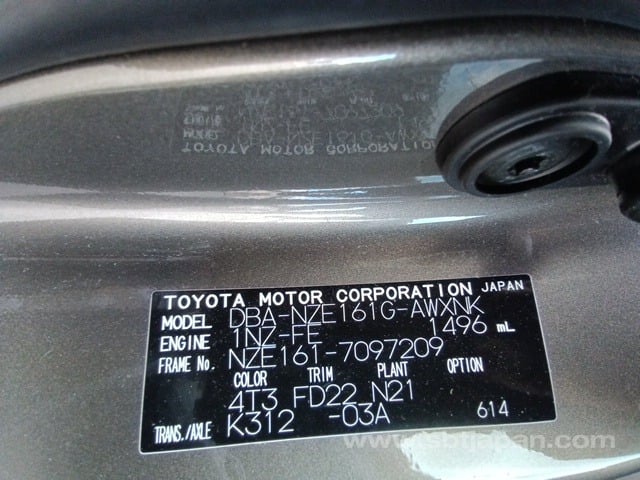 TOYOTA MOTOR CORPORATION JAPAN
MODEL DBA-NZE161G-AWXNK
ENGINE 1NZ-FE 1496 mL
FRAME No. NZE161-7097209
COLOR TRIM PLANT OPTION
4T3 FD22 N21
TRANS./AXLE K312 -03A 614
www.sbtjapan.com